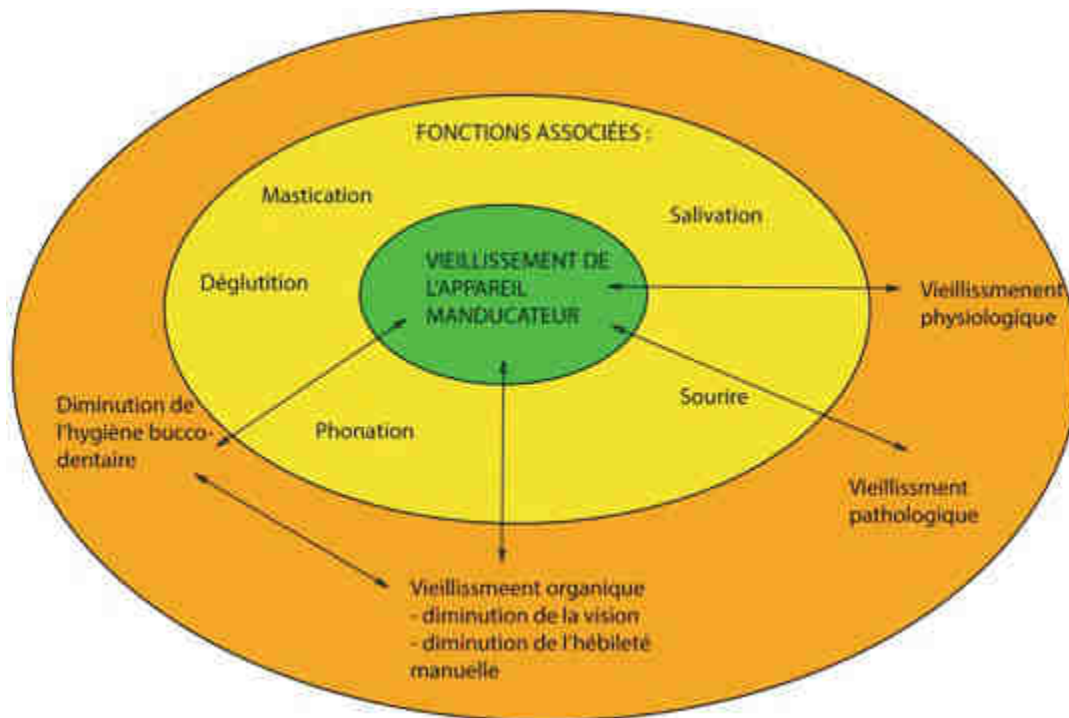 FONCTIONS ASSOCIÉES :
Mastication
Salivation
Déglutition
VIEILLISSEMENT DE
L'APPAREIL
MANDUCATEUR
Vieillissmenent
physiologique
Diminution de
l'hygiène bucco-
dentaire
Phonation
Sourire
Vieillissment
pathologique
Vieillissmeent organique
- diminution de la vision
- diminution de l'hébileté
manuelle